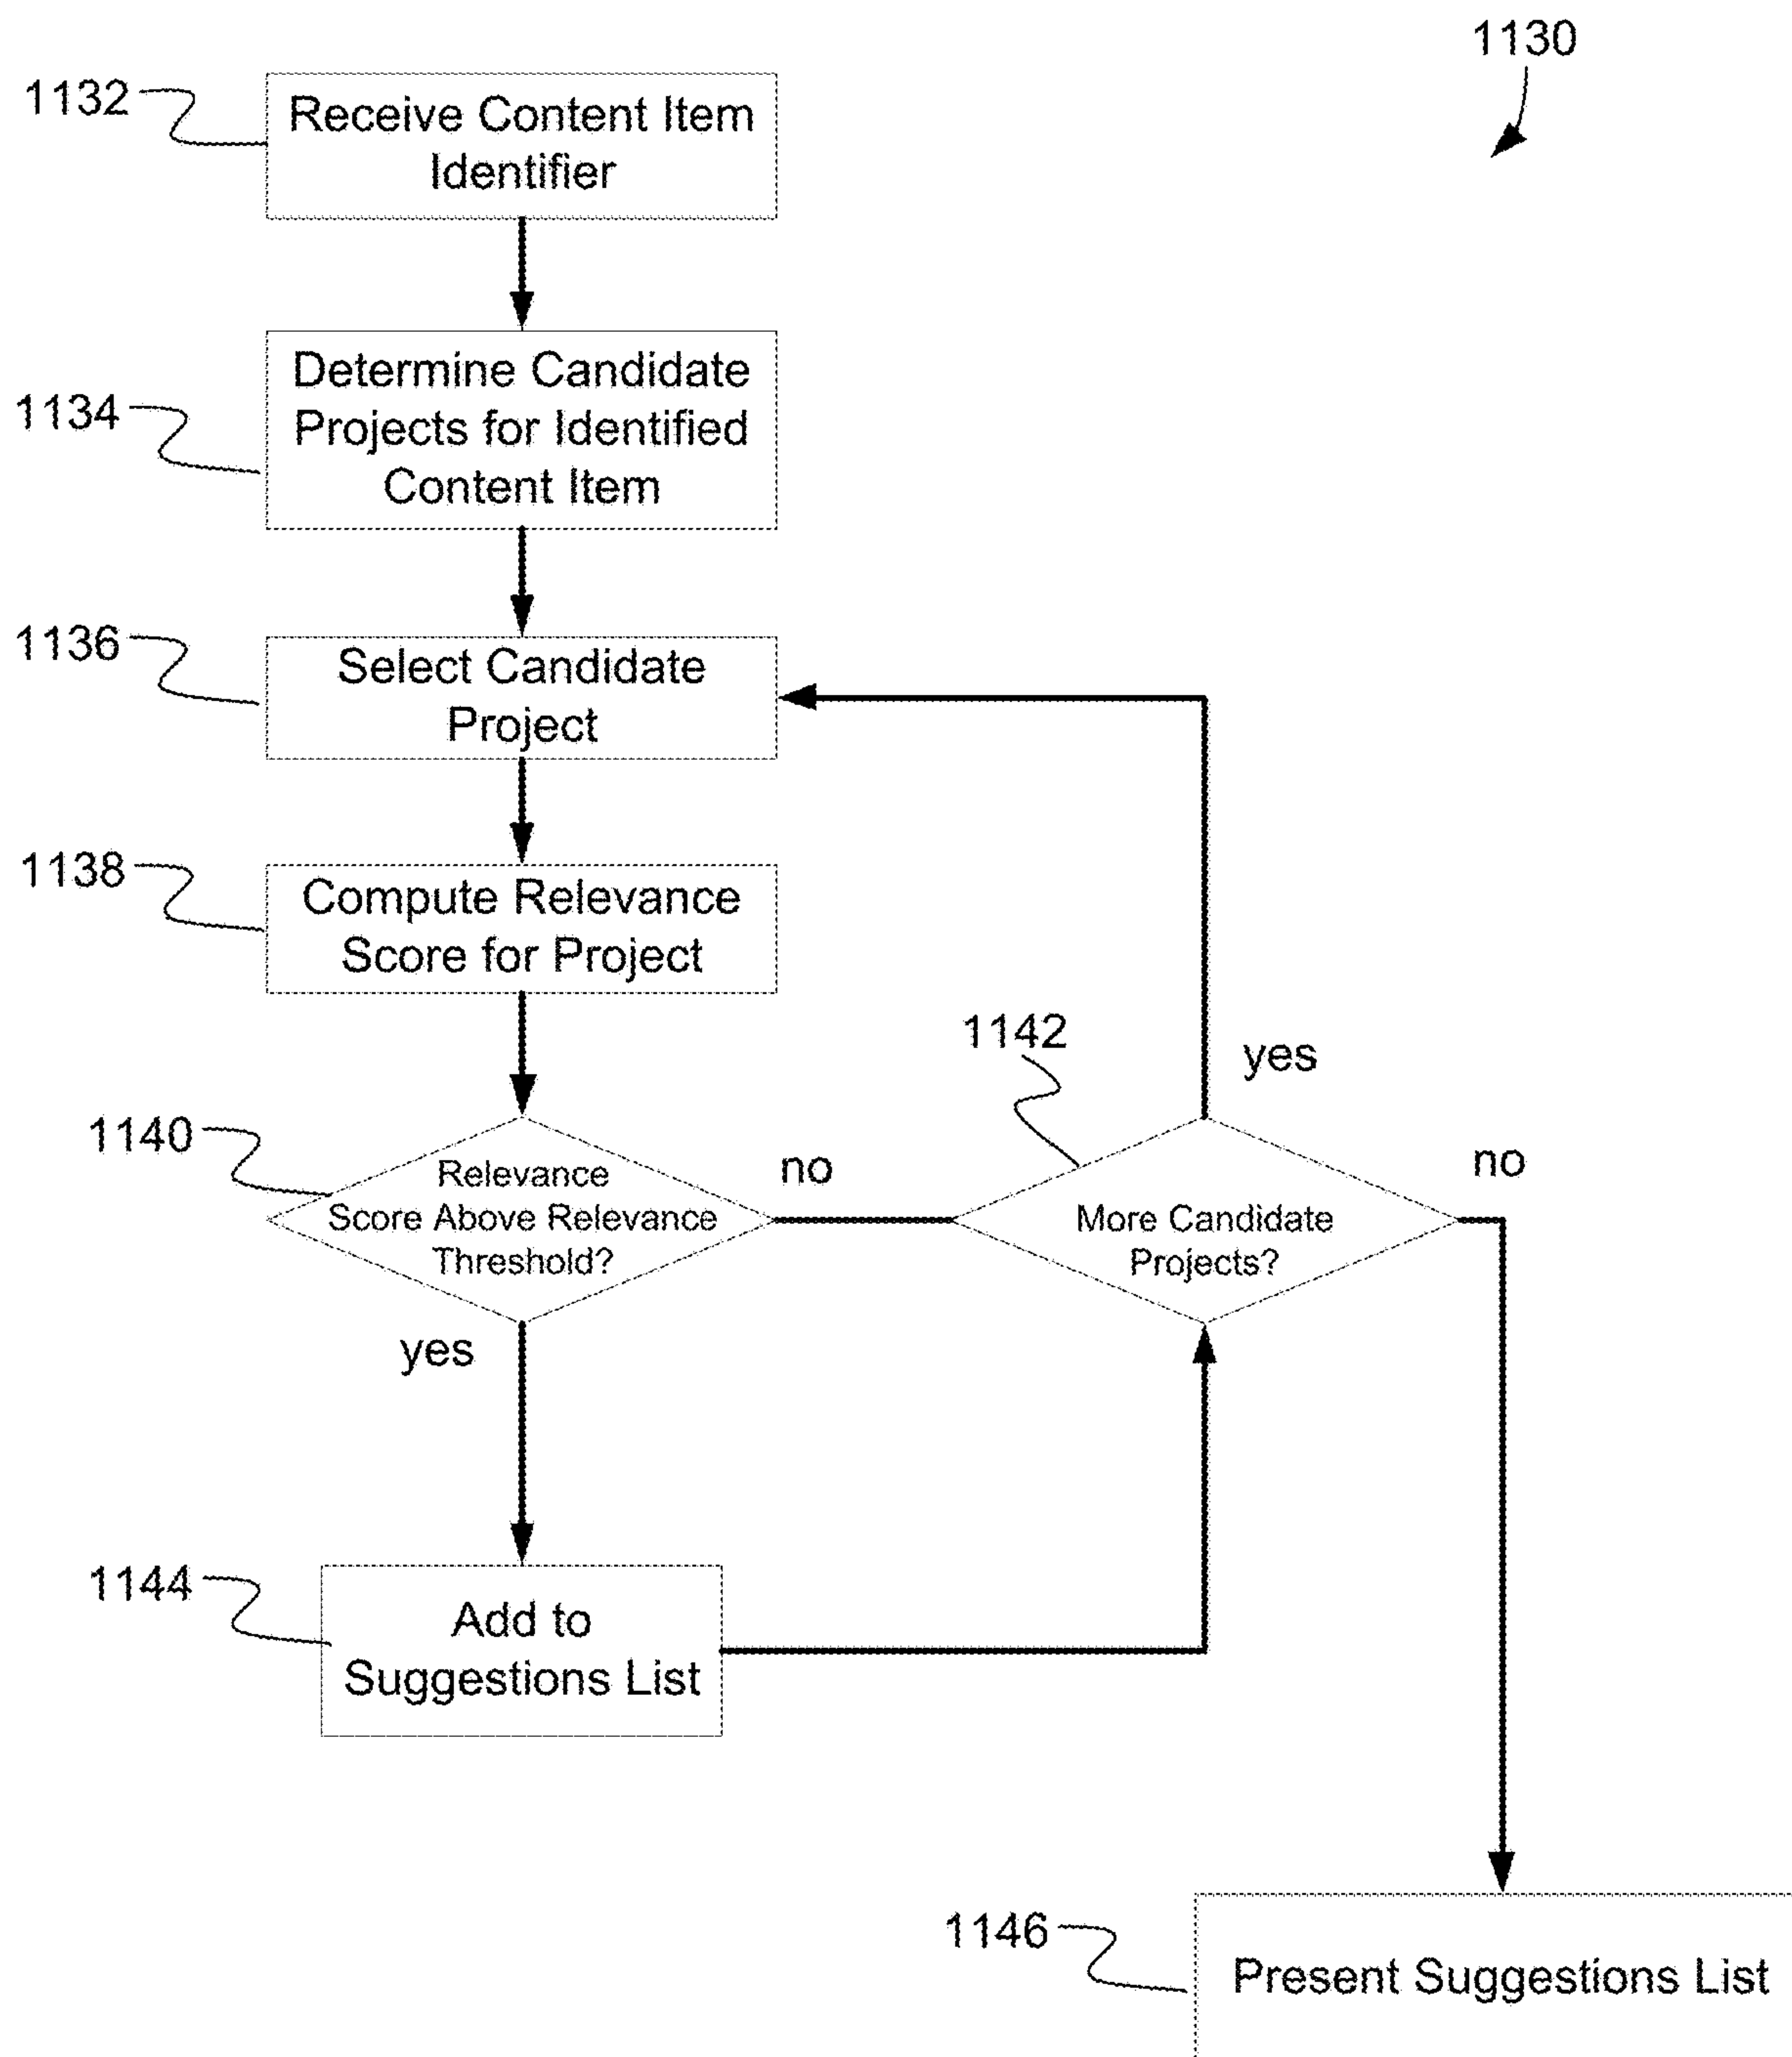 1130
1132
Receive Content Item
Identifier
1134
Determine Candidate
Projects for Identified
Content Item
1136
Select Candidate
Project
1138
Compute Relevance
Score for Project
1140
Relevance
Score Above Relevance
Threshold?
no
yes
1142
More Candidate
Projects?
yes
no
1144
Add to
Suggestions List
1146
Present Suggestions List